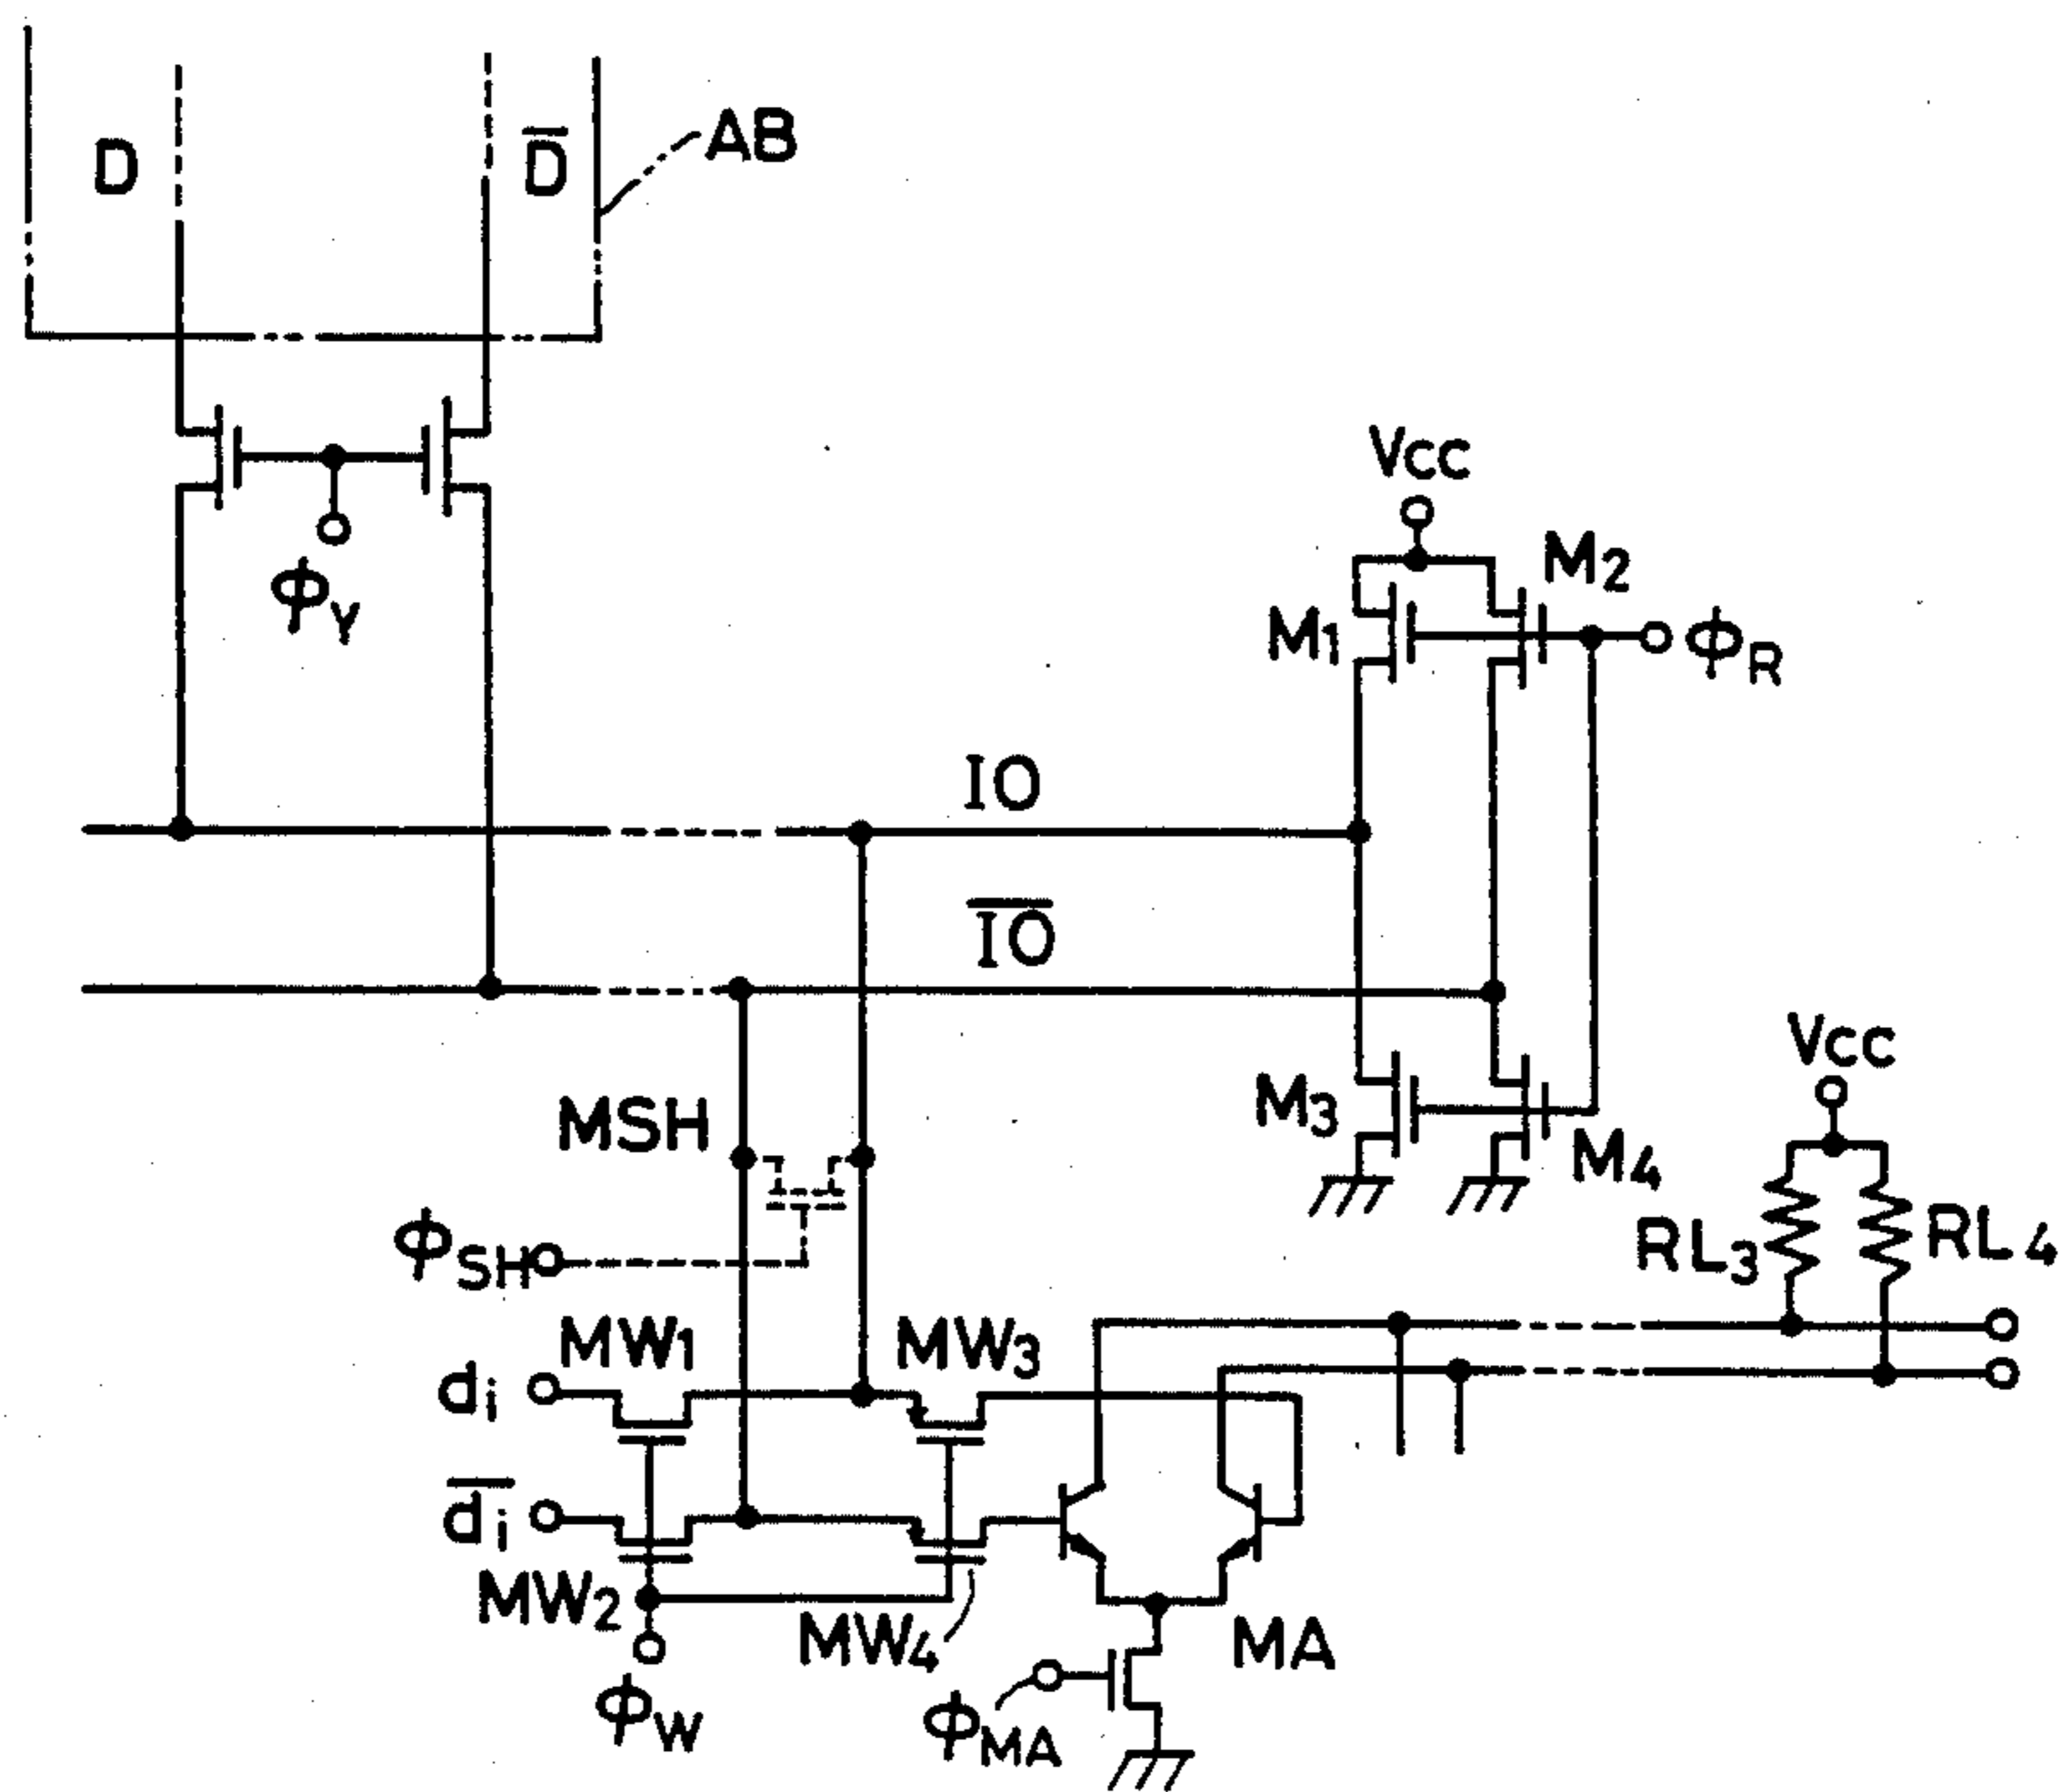 D
D̅
AB
ϕY
VCC
M1
M2
ϕR
IO
I̅O̅
M3
M4
VCC
RL3
RL4
MSH
ϕSH
MW1
MW3
di
d̅i̅
MW2
MW4
MA
ϕW
ϕMA